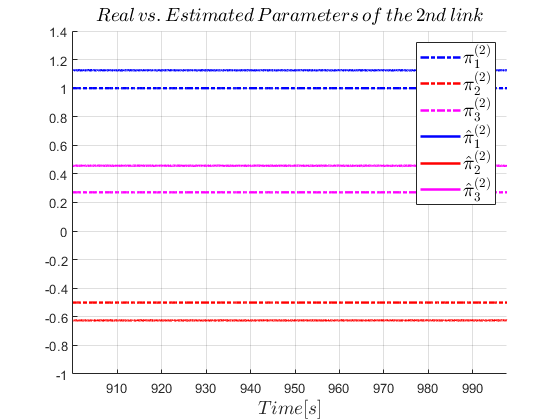 Real vs. Estimated Parameters of the 2nd link
1.4
1.2
1
0.8
0.6
0.4
0.2
0
-0.2
-0.4
-0.6
-0.8
-1
π₁⁽²⁾
π₂⁽²⁾
π₃⁽²⁾
π̂₁⁽²⁾
π̂₂⁽²⁾
π̂₃⁽²⁾
910 920 930 940 950 960 970 980 990
Time[s]